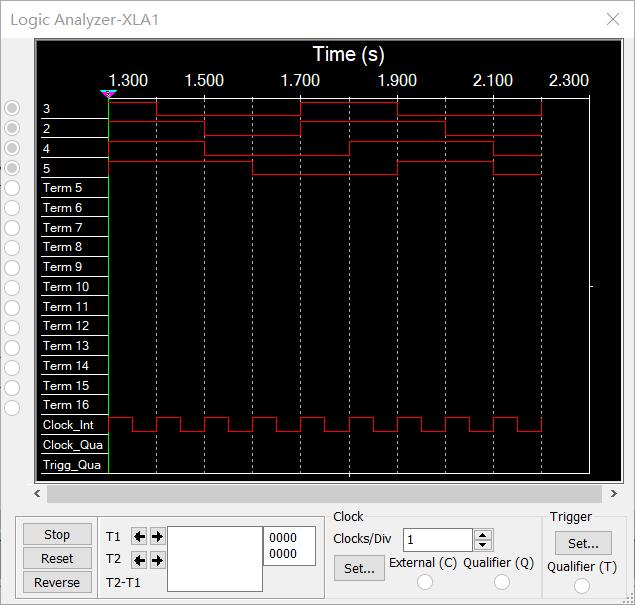 Logic Analyzer-XLA1
Time (s)
1.300 1.500 1.700 1.900 2.100 2.300
3
2
4
5
Term 5
Term 6
Term 7
Term 8
Term 9
Term 10
Term 11
Term 12
Term 13
Term 14
Term 15
Term 16
Clock_Int
Clock_Qua
Trigg_Qua
Stop
Reset
Reverse
T1
T2
T2-T1
0000
0000
Clock
Clocks/Div 1
Set...
External (C) Qualifier (Q)
Trigger
Set...
Qualifier (T)